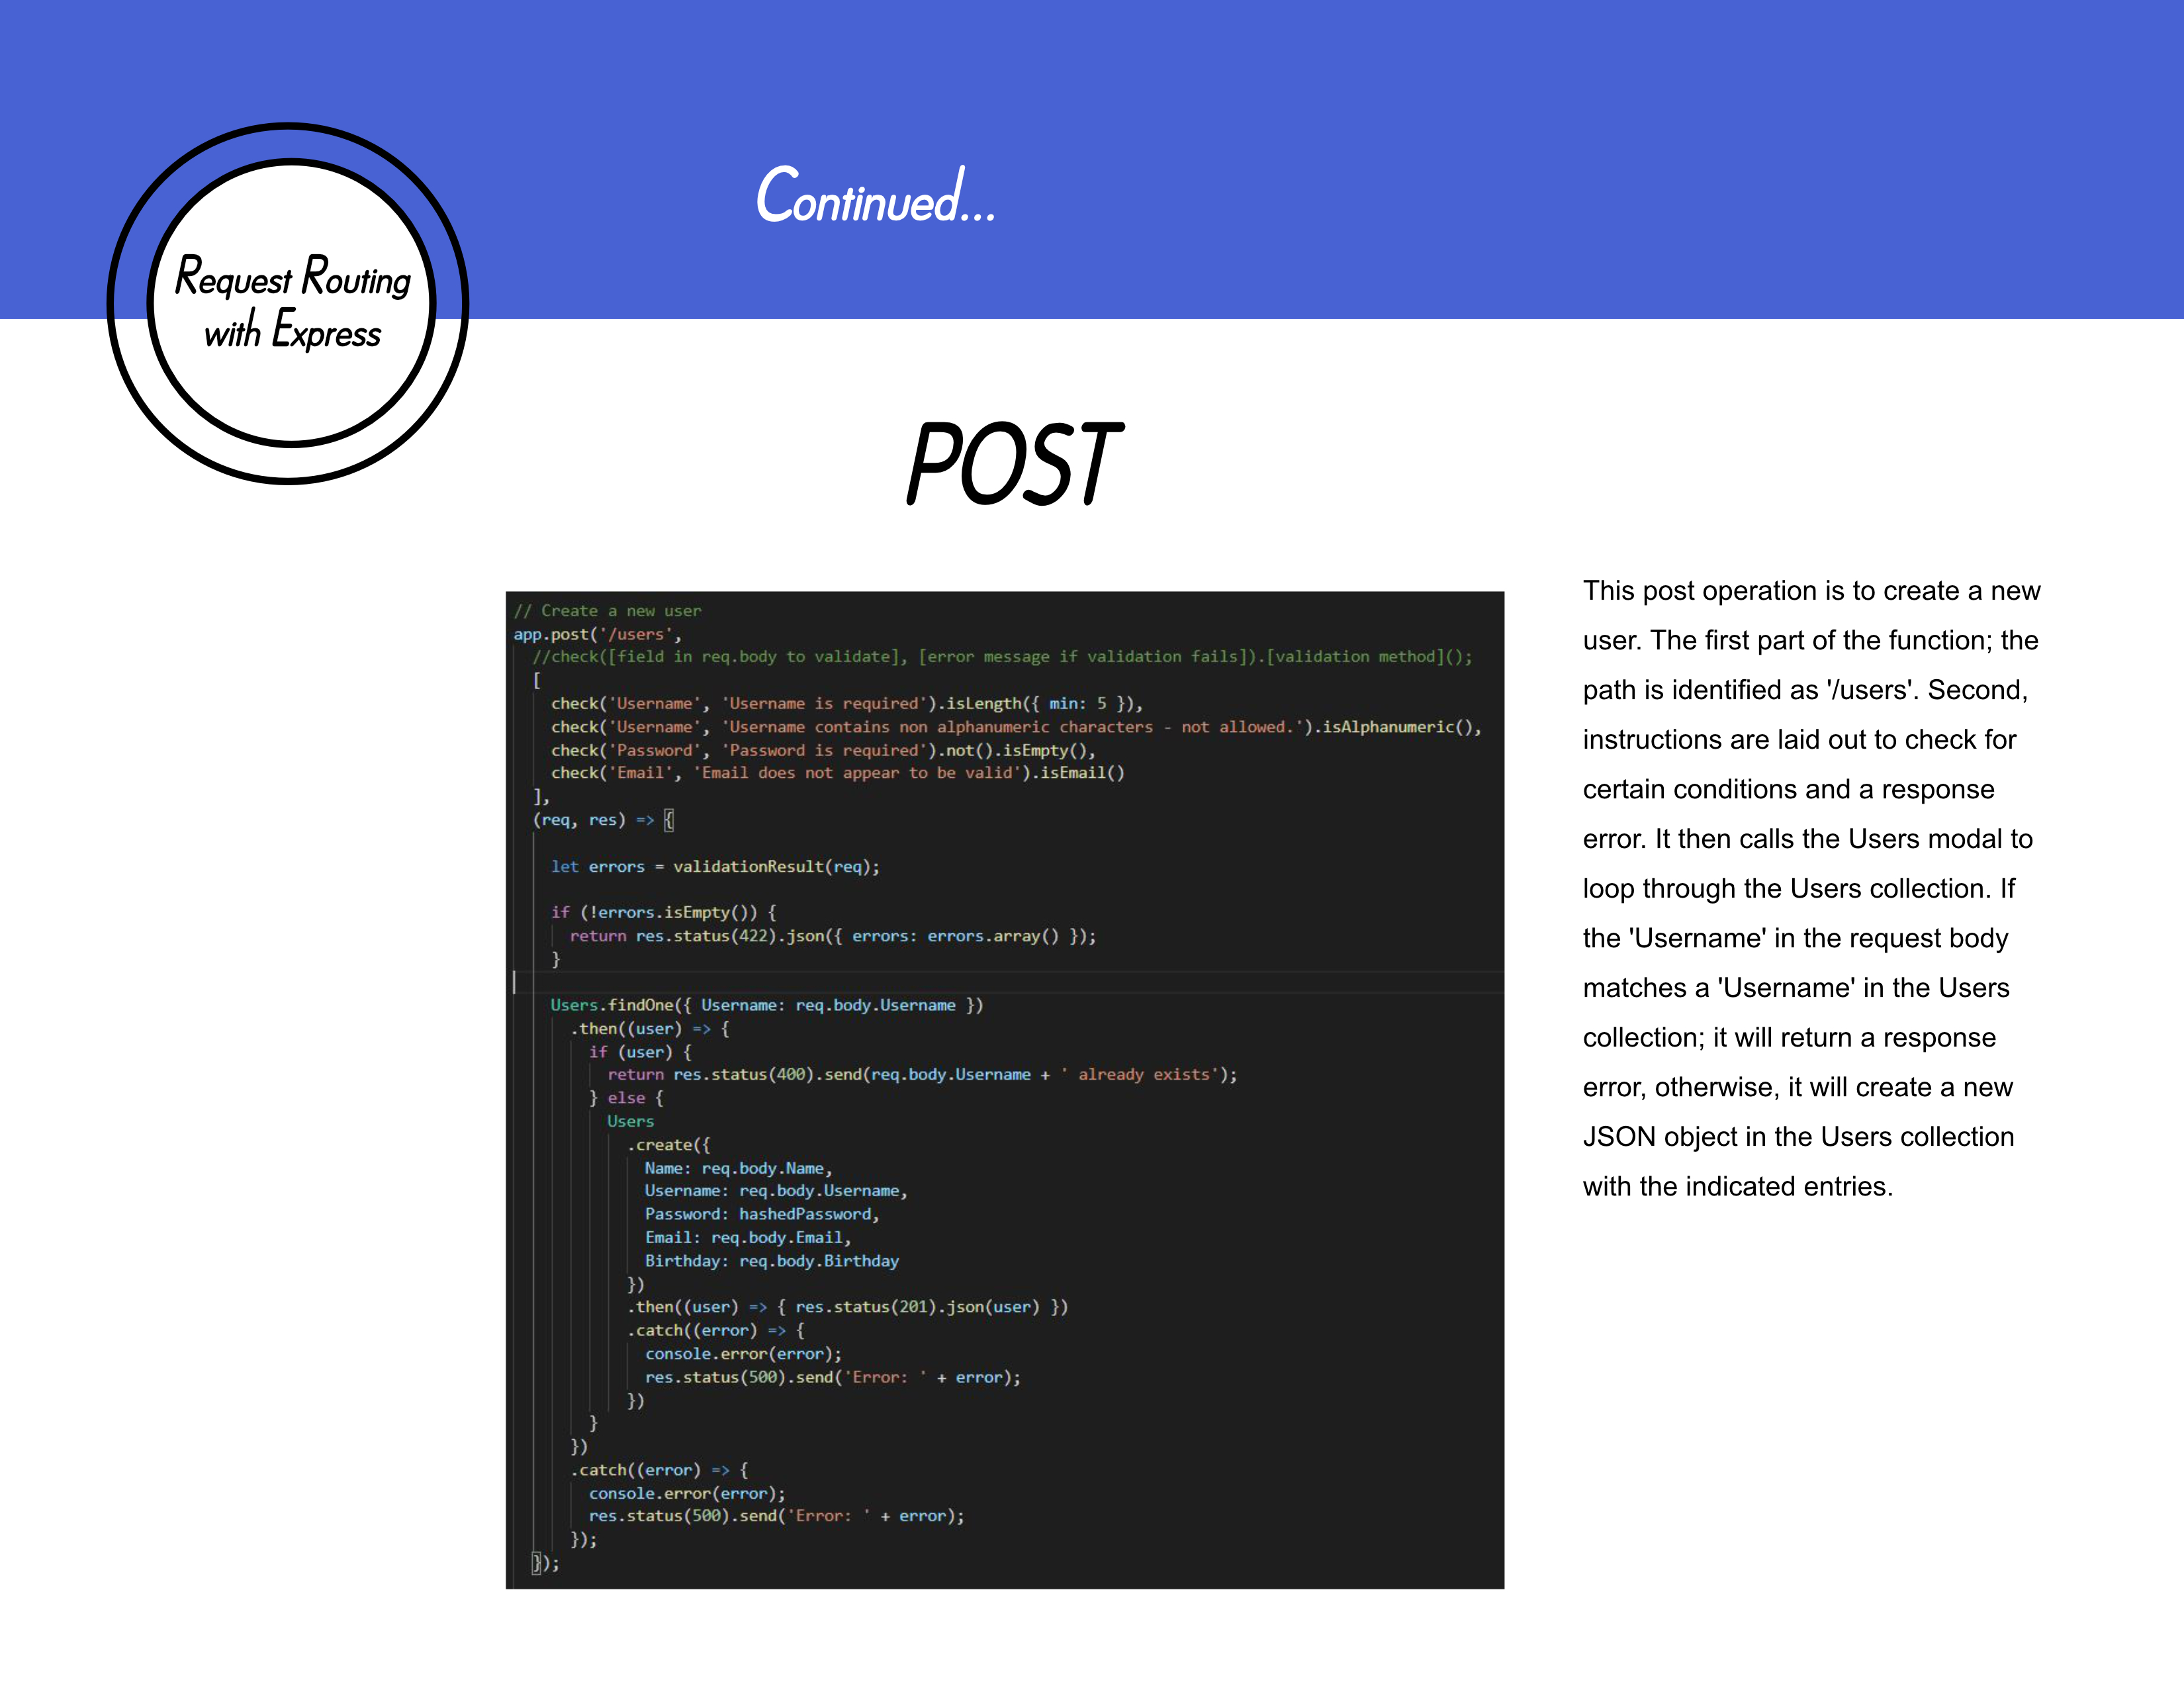 Continued...
Request Routing
with Express
POST
// Create a new user
app.post('/users',
//check([field in req.body to validate], [error message if validation fails]).[validation method]();
[
check('Username', 'Username is required').isLength({ min: 5 }),
check('Username', 'Username contains non alphanumeric characters - not allowed.').isAlphanumeric(),
check('Password', 'Password is required').not().isEmpty(),
check('Email', 'Email does not appear to be valid').isEmail()
],
(req, res) => {
let errors = validationResult(req);
if (!errors.isEmpty()) {
return res.status(422).json({ errors: errors.array() });
}
Users.findOne({ Username: req.body.Username })
.then((user) => {
if (user) {
return res.status(400).send(req.body.Username + ' already exists');
} else {
Users
.create({
Name: req.body.Name,
Username: req.body.Username,
Password: hashedPassword,
Email: req.body.Email,
Birthday: req.body.Birthday
})
.then((user) => { res.status(201).json(user) })
.catch((error) => {
console.error(error);
res.status(500).send('Error: ' + error);
})
}
})
.catch((error) => {
console.error(error);
res.status(500).send('Error: ' + error);
});
});
This post operation is to create a new
user. The first part of the function; the
path is identified as '/users'. Second,
instructions are laid out to check for
certain conditions and a response
error. It then calls the Users modal to
loop through the Users collection. If
the 'Username' in the request body
matches a 'Username' in the Users
collection; it will return a response
error, otherwise, it will create a new
JSON object in the Users collection
with the indicated entries.